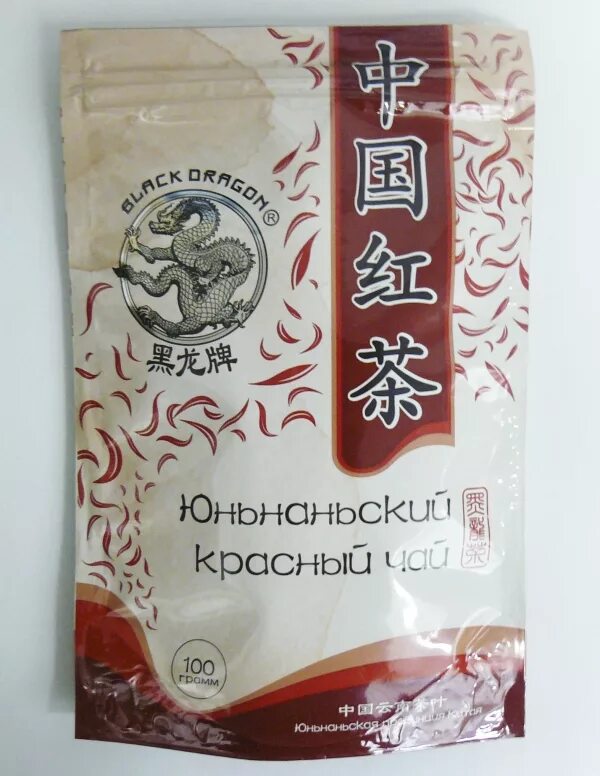 BLACK DRAGON®
黑龙牌
中国红茶
Юньнаньский
красный чай
100
грамм
中国云南茶叶
Юньнаньская провинция Китая